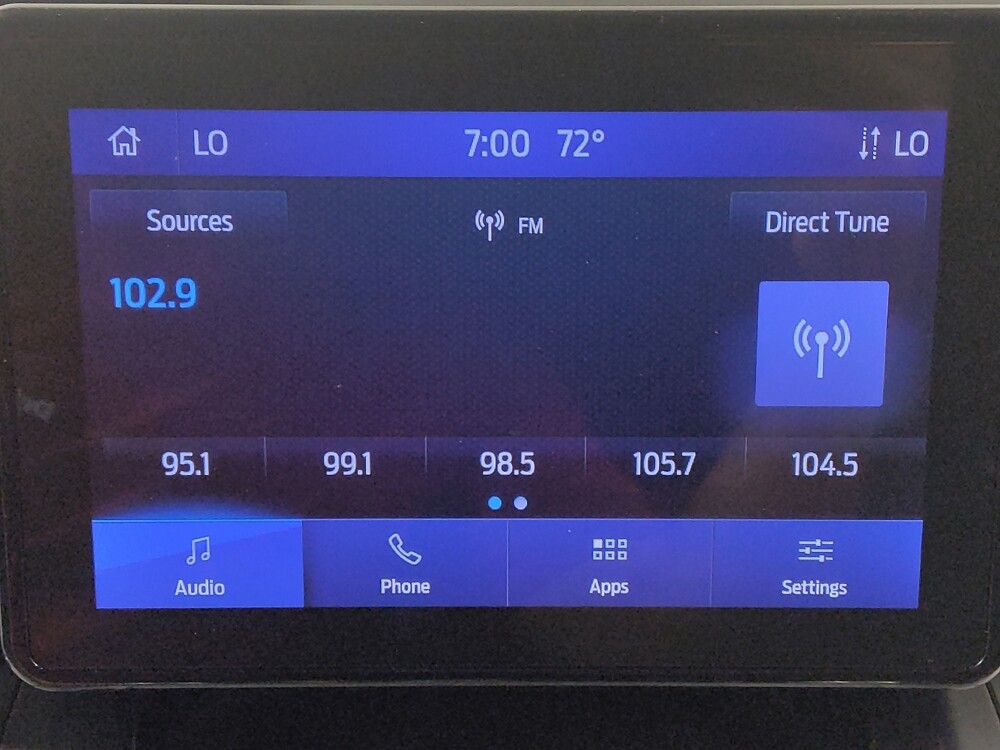 LO 7:00 72° LO
Sources FM Direct Tune
102.9
95.1 99.1 98.5 105.7 104.5
Audio Phone Apps Settings